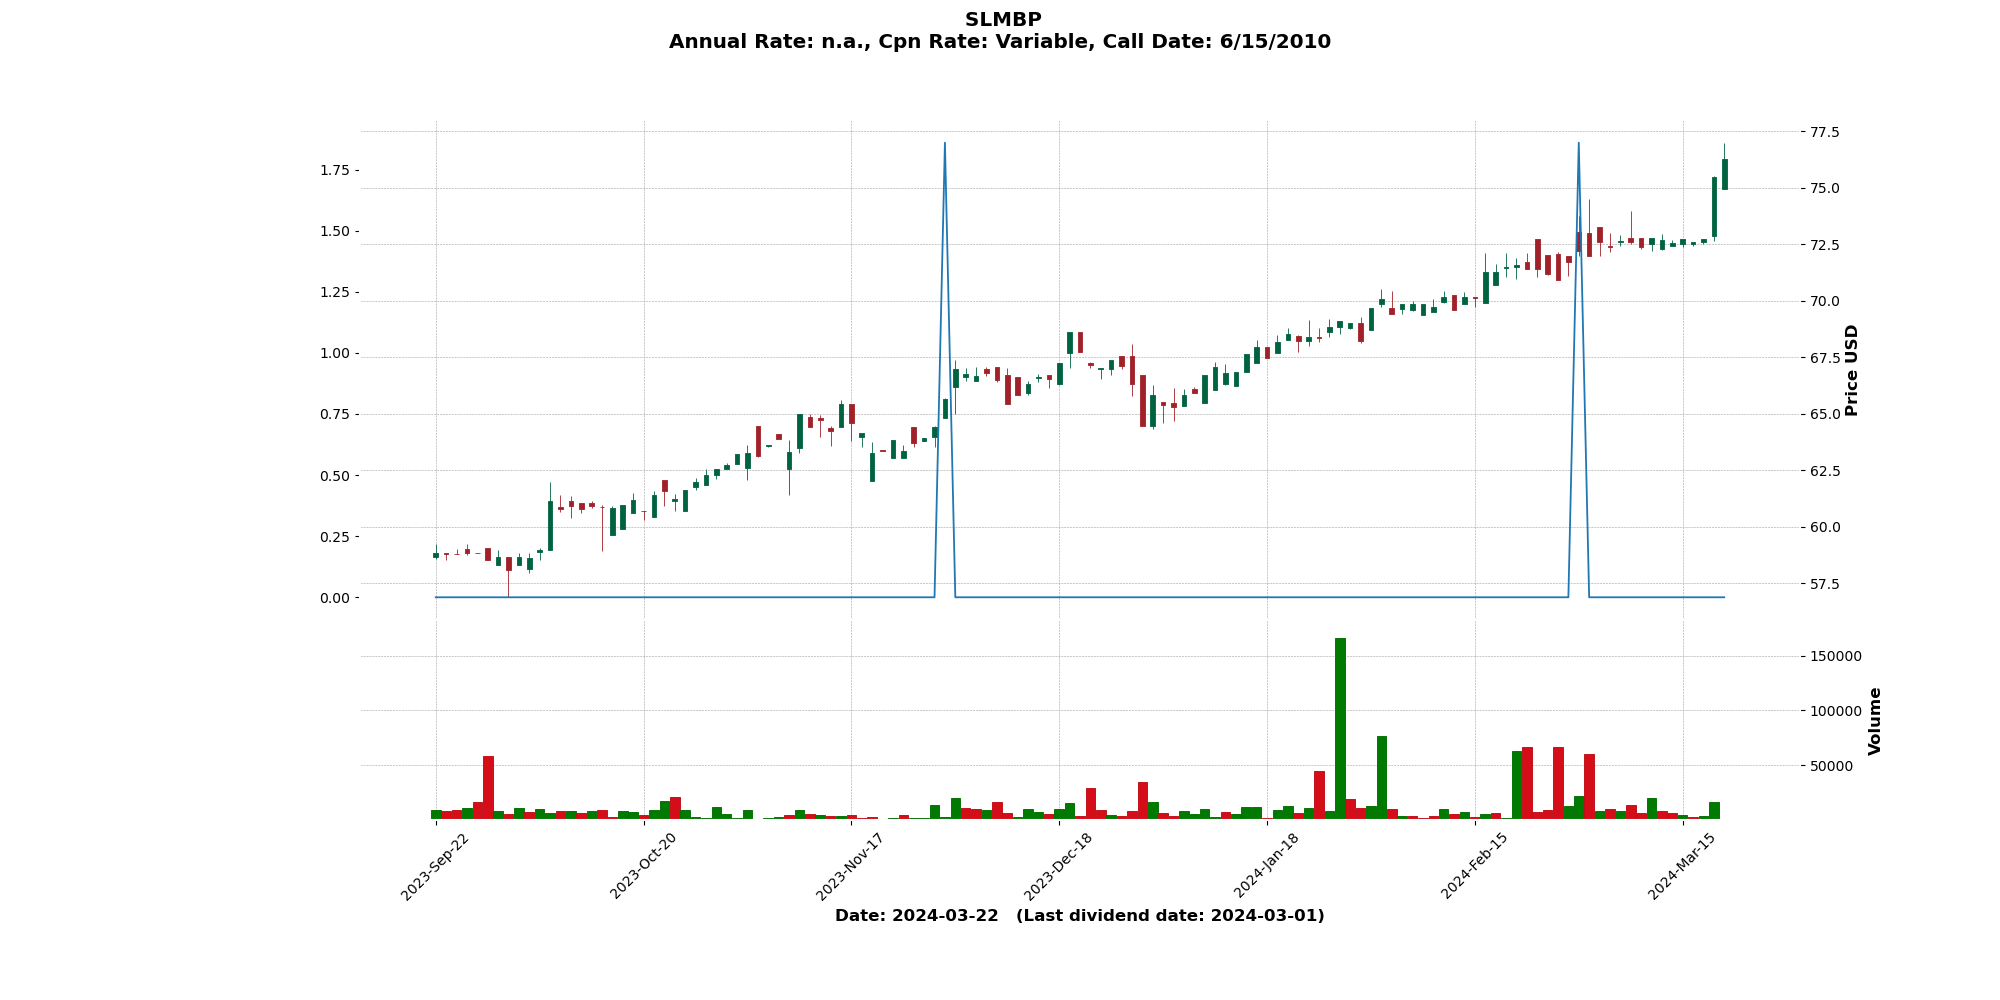 SLMBP
Annual Rate: n.a., Cpn Rate: Variable, Call Date: 6/15/2010
1.75
1.50
1.25
1.00
0.75
0.50
0.25
0.00
77.5
75.0
72.5
70.0
67.5
65.0
62.5
60.0
57.5
Price USD
150000
100000
50000
Volume
2023-Sep-22
2023-Oct-20
2023-Nov-17
2023-Dec-18
2024-Jan-18
2024-Feb-15
2024-Mar-15
Date: 2024-03-22 (Last dividend date: 2024-03-01)